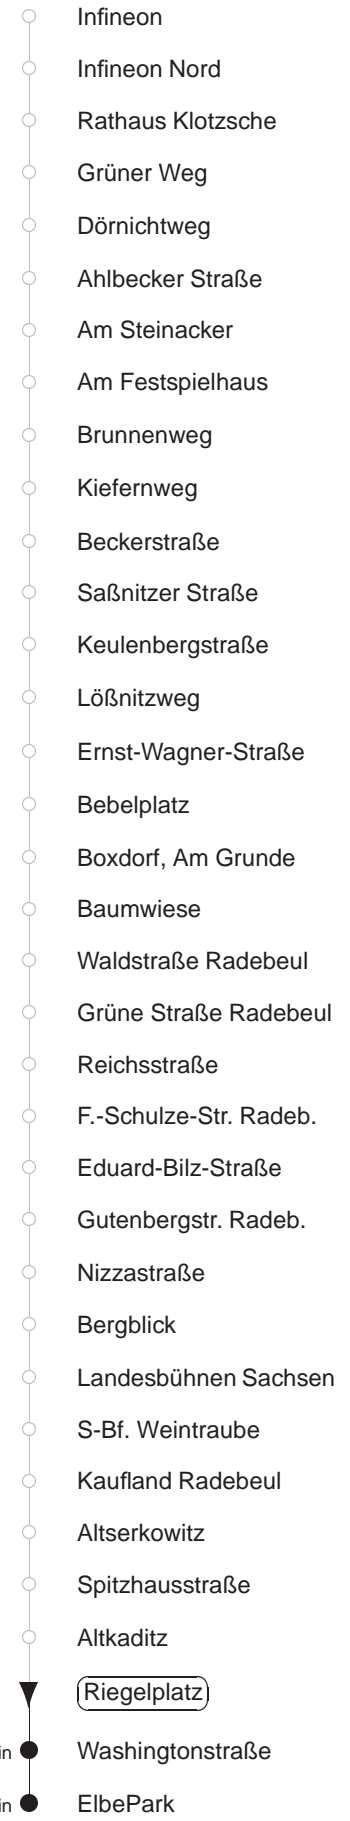 Infineon
Infineon Nord
Rathaus Klotzsche
Grüner Weg
Dörnichtweg
Ahlbecker Straße
Am Steinacker
Am Festspielhaus
Brunnenweg
Kiefernweg
Beckerstraße
Saßnitzer Straße
Keulenbergstraße
Lößnitzweg
Ernst-Wagner-Straße
Bebelplatz
Boxdorf, Am Grunde
Baumwiese
Waldstraße Radebeul
Grüne Straße Radebeul
Reichsstraße
F.-Schulze-Str. Radeb.
Eduard-Bilz-Straße
Gutenbergstr. Radeb.
Nizzastraße
Bergblick
Landesbühnen Sachsen
S-Bf. Weintraube
Kaufland Radebeul
Altserkowitz
Spitzhausstraße
Altkaditz
Riegelplatz
in Washingtonstraße
in ElbePark